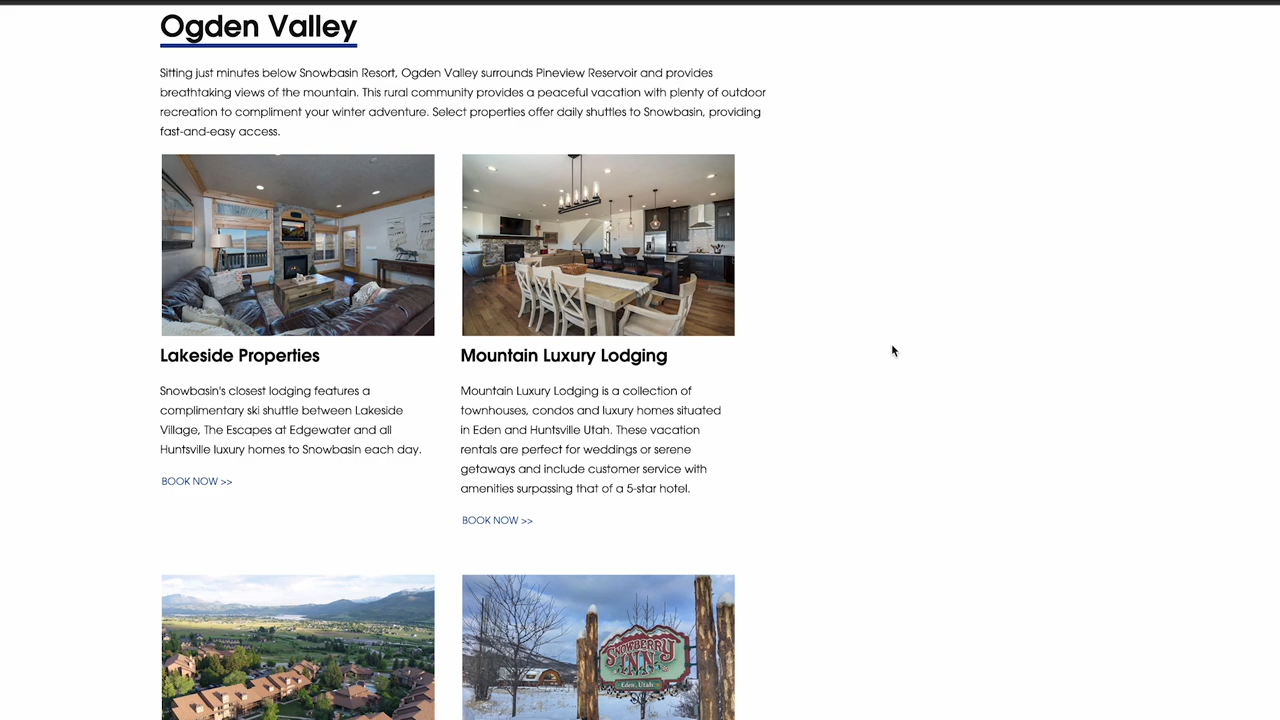 Ogden Valley
Sitting just minutes below Snowbasin Resort, Ogden Valley surrounds Pineview Reservoir and provides
breathtaking views of the mountain. This rural community provides a peaceful vacation with plenty of outdoor
recreation to compliment your winter adventure. Select properties offer daily shuttles to Snowbasin, providing
fast-and-easy access.
Lakeside Properties
Snowbasin's closest lodging features a
complimentary ski shuttle between Lakeside
Village, The Escapes at Edgewater and all
Huntsville luxury homes to Snowbasin each day.
BOOK NOW >>
Mountain Luxury Lodging
Mountain Luxury Lodging is a collection of
townhouses, condos and luxury homes situated
in Eden and Huntsville Utah. These vacation
rentals are perfect for weddings or serene
getaways and include customer service with
amenities surpassing that of a 5-star hotel.
BOOK NOW >>
SNOWBERRY
INN
Eden, Utah